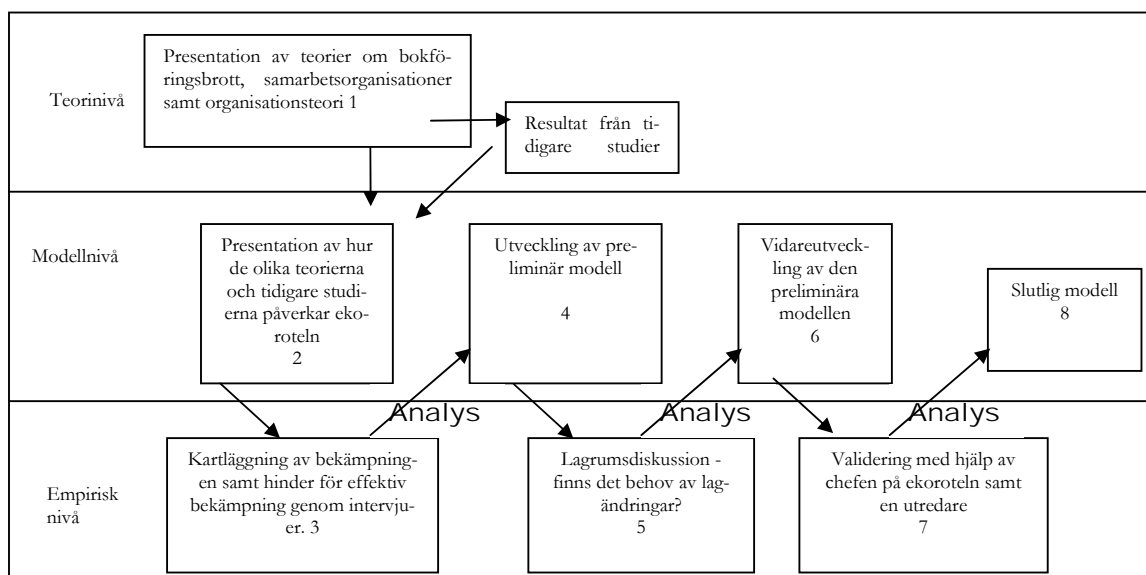 Teorinivå
Presentation av teorier om bokfö-
ringsbrott, samarbetsorganisationer
samt organisationsteori 1
Resultat från ti-
digare studier
Modellnivå
Presentation av hur
de olika teorierna
och tidigare studi-
erna påverkar eko-
roteln
2
Utveckling av pre-
liminär modell
4
Vidareutveck-
ling av den
preliminära
modellen
6
Slutlig modell
8
Analys
Analys
Analys
Empirisk
nivå
Kartläggning av bekämpning-
en samt hinder för effektiv
bekämpning genom intervju-
er. 3
Lagrumsdiskussion -
finns det behov av lag-
ändringar?
5
Validering med hjälp av
chefen på ekoroteln samt
en utredare
7